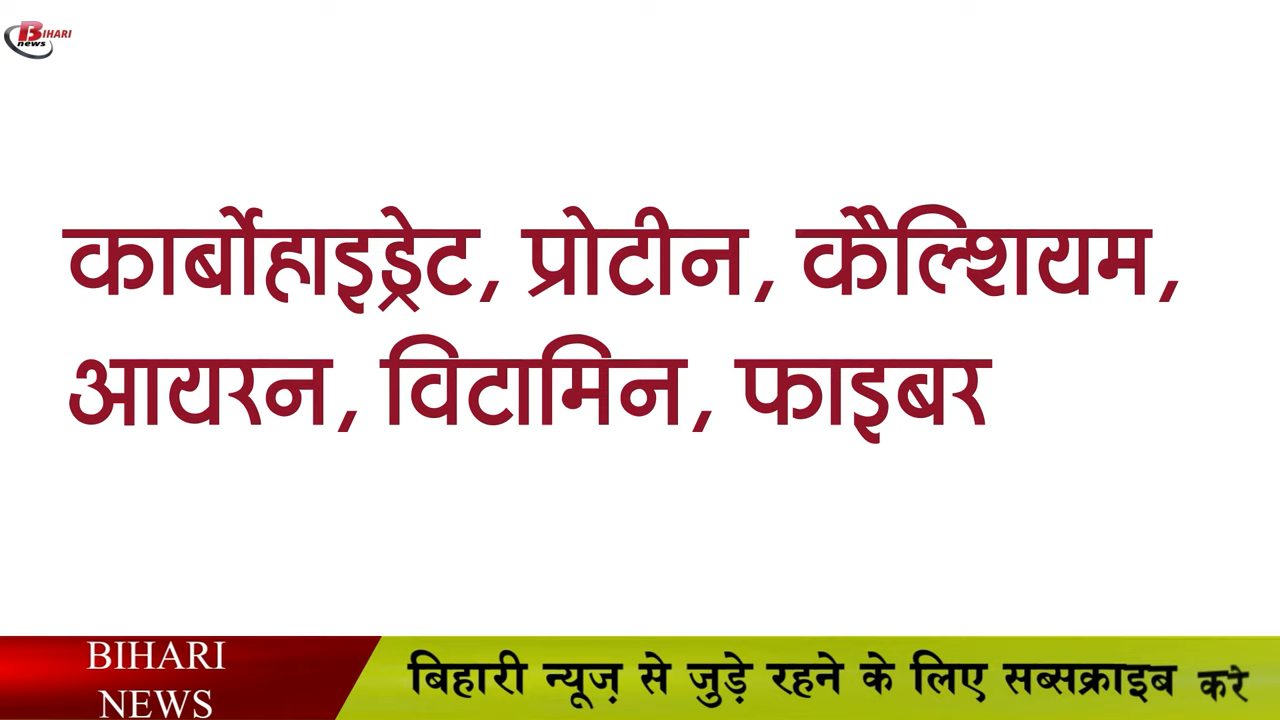 BIHARI
news
कार्बोहाइड्रेट, प्रोटीन, कैल्शियम,
आयरन, विटामिन, फाइबर
BIHARI
NEWS
बिहारी न्यूज़ से जुड़े रहने के लिए सब्सक्राइब करे